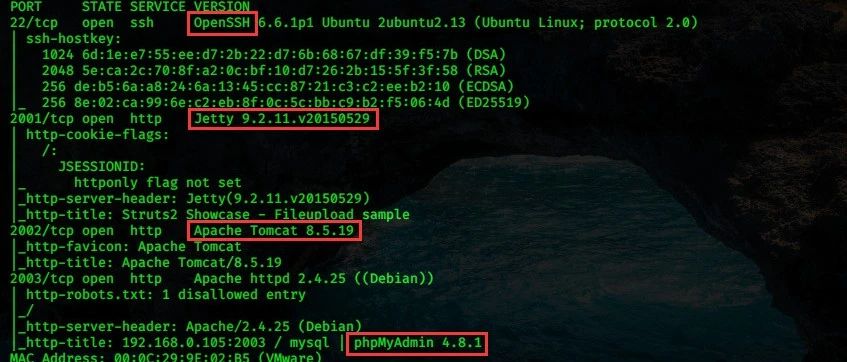 PORT STATE SERVICE VERSION
22/tcp open ssh OpenSSH 6.6.1p1 Ubuntu 2ubuntu2.13 (Ubuntu Linux; protocol 2.0)
| ssh-hostkey:
| 1024 6d:1e:e7:55:ee:d7:2b:22:d7:6b:68:67:df:39:f5:7b (DSA)
| 2048 5e:ca:2c:70:8f:a2:0c:bf:10:d7:26:2b:15:5f:3f:58 (RSA)
| 256 de:b5:6a:a8:24:6a:13:45:cc:87:21:c3:c2:ee:b2:10 (ECDSA)
|_ 256 8e:02:ca:99:6e:c2:eb:8f:0c:5c:bb:c9:b2:f5:06:4d (ED25519)
2001/tcp open http Jetty 9.2.11.v20150529
| http-cookie-flags:
| /:
| JSESSIONID:
|_ httponly flag not set
|_http-server-header: Jetty(9.2.11.v20150529)
|_http-title: Struts2 Showcase - Fileupload sample
2002/tcp open http Apache Tomcat 8.5.19
|_http-favicon: Apache Tomcat
|_http-title: Apache Tomcat/8.5.19
2003/tcp open http Apache httpd 2.4.25 ((Debian))
| http-robots.txt: 1 disallowed entry
|_/
|_http-server-header: Apache/2.4.25 (Debian)
|_http-title: 192.168.0.105:2003 / mysql | phpMyAdmin 4.8.1
MAC Address: 00:0C:29:9F:02:B5 (VMware)